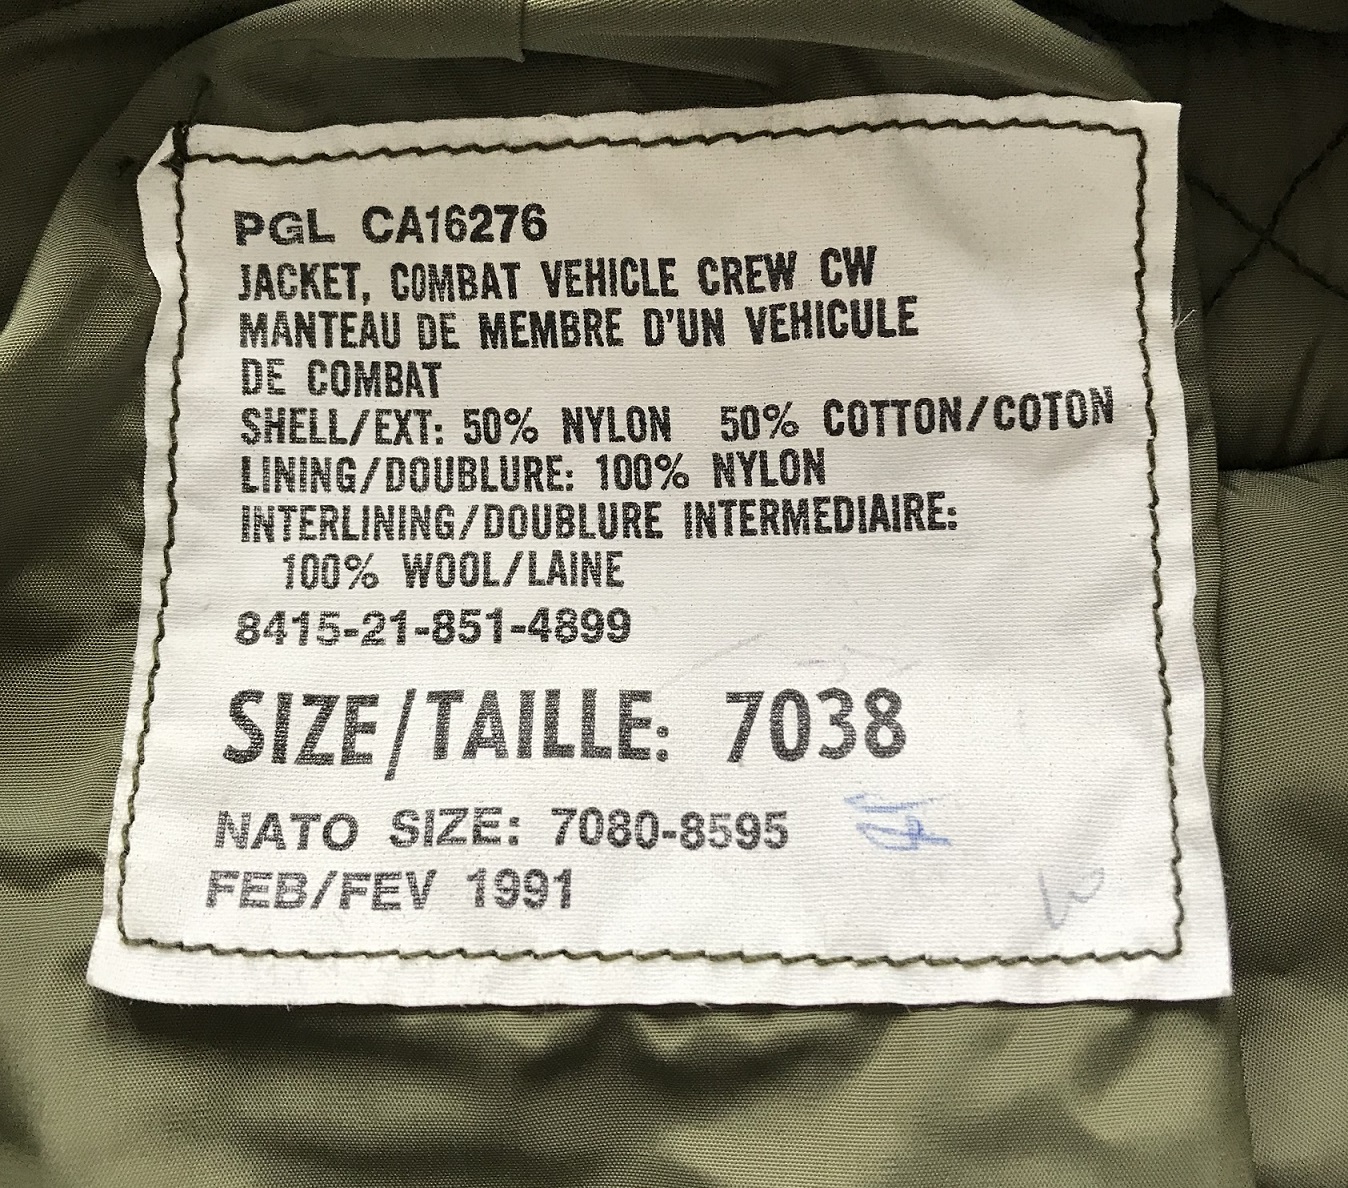 PGL CA16276
JACKET, COMBAT VEHICLE CREW CW
MANTEAU DE MEMBRE D'UN VEHICULE
DE COMBAT
SHELL/EXT: 50% NYLON 50% COTTON/COTON
LINING/DOUBLURE: 100% NYLON
INTERLINING/DOUBLURE INTERMEDIAIRE:
100% WOOL/LAINE
8415-21-851-4899
SIZE/TAILLE: 7038
NATO SIZE: 7080-8595
FEB/FEV 1991